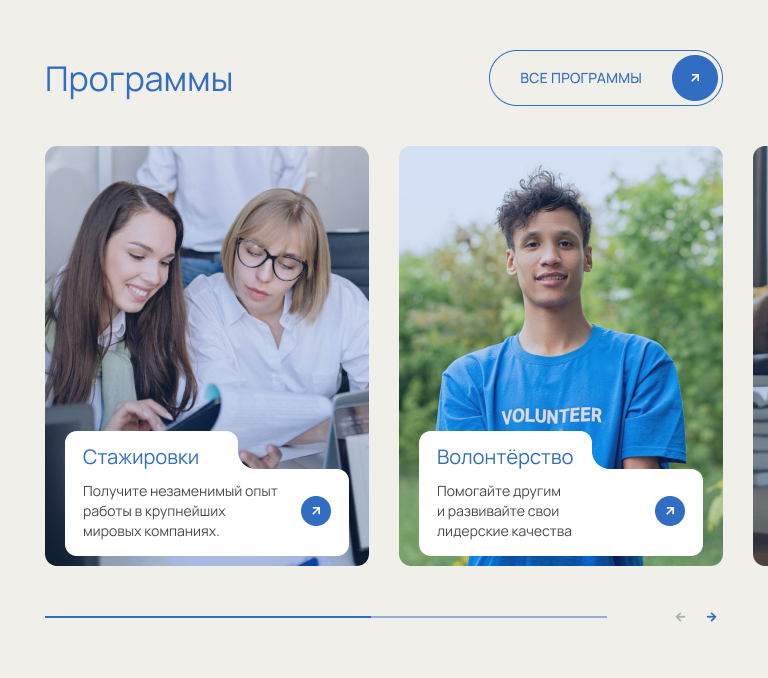 Программы
ВСЕ ПРОГРАММЫ
VOLUNTEER
Стажировки
Получите незаменимый опыт
работы в крупнейших
мировых компаниях.
Волонтёрство
Помогайте другим
и развивайте свои
лидерские качества